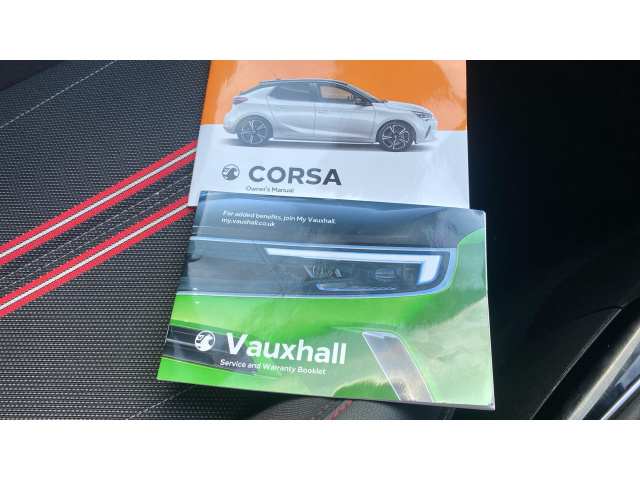 CORSA
Owner's Manual
For added benefits, join My Vauxhall.
my.vauxhall.co.uk
Vauxhall
Service and Warranty Booklet